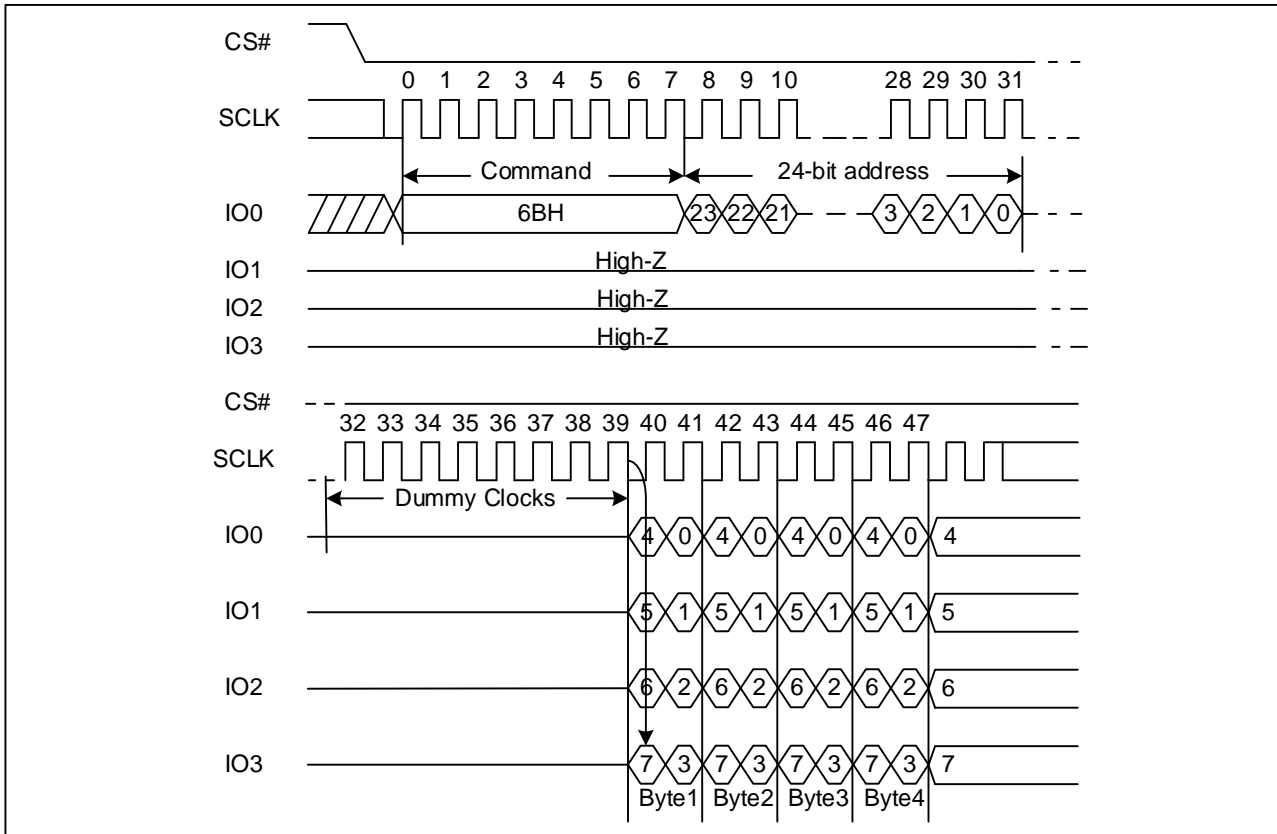 CS#
0 1 2 3 4 5 6 7 8 9 10 28 29 30 31
SCLK
Command 24-bit address
IO0 6BH 23 22 21 3 2 1 0
IO1 High-Z
IO2 High-Z
IO3 High-Z
CS#
32 33 34 35 36 37 38 39 40 41 42 43 44 45 46 47
SCLK
Dummy Clocks
IO0 4 0 4 0 4 0 4 0 4
IO1 5 1 5 1 5 1 5 1 5
IO2 6 2 6 2 6 2 6 2 6
IO3 7 3 7 3 7 3 7 3 7
Byte1 Byte2 Byte3 Byte4